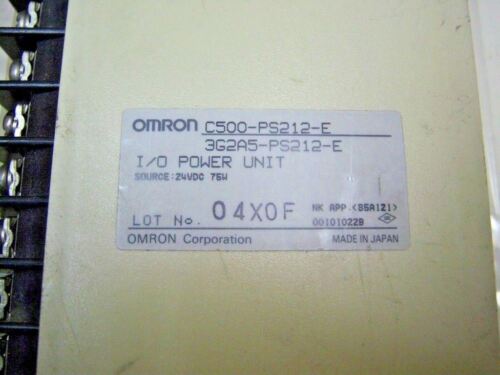 OMRON C500-PS212-E
3G2A5-PS212-E
I/O POWER UNIT
SOURCE:24VDC 75W
LOT No. 04X0F
NK APP.<85A121>
00101022B
OMRON Corporation MADE IN JAPAN